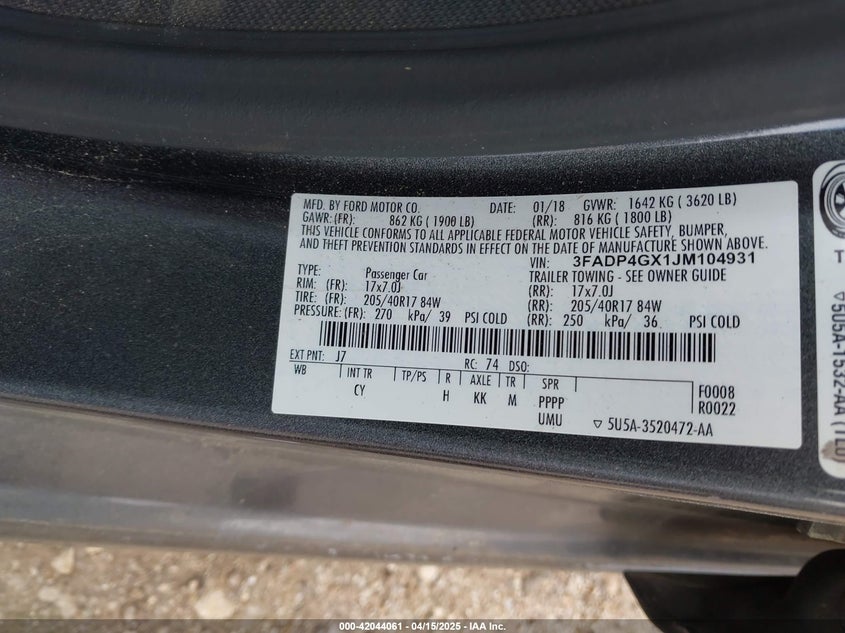 MFD. BY FORD MOTOR CO. DATE: 01/18 GVWR: 1642 KG ( 3620 LB)
GAWR: (FR): 862 KG ( 1900 LB) (RR): 816 KG ( 1800 LB)
THIS VEHICLE CONFORMS TO ALL APPLICABLE FEDERAL MOTOR VEHICLE SAFETY, BUMPER,
AND THEFT PREVENTION STANDARDS IN EFFECT ON THE DATE OF MANUFACTURE SHOWN ABOVE.
VIN: 3FADP4GX1JM104931
TYPE: Passenger Car TRAILER TOWING - SEE OWNER GUIDE
RIM: (FR): 17x7.0J (RR): 17x7.0J
TIRE: (FR): 205/40R17 84W (RR): 205/40R17 84W
PRESSURE: (FR): 270 kPa/ 39 PSI COLD (RR): 250 kPa/ 36 PSI COLD
EXT PNT: J7 RC: 74 DSO:
WB INT TR TP/PS R AXLE TR SPR F0008
CY H KK M PPPP R0022
UMU 5U5A-3520472-AA
T
5U5A-1532-AA (TLD)
000-42044061 - 04/15/2025 - IAA Inc.